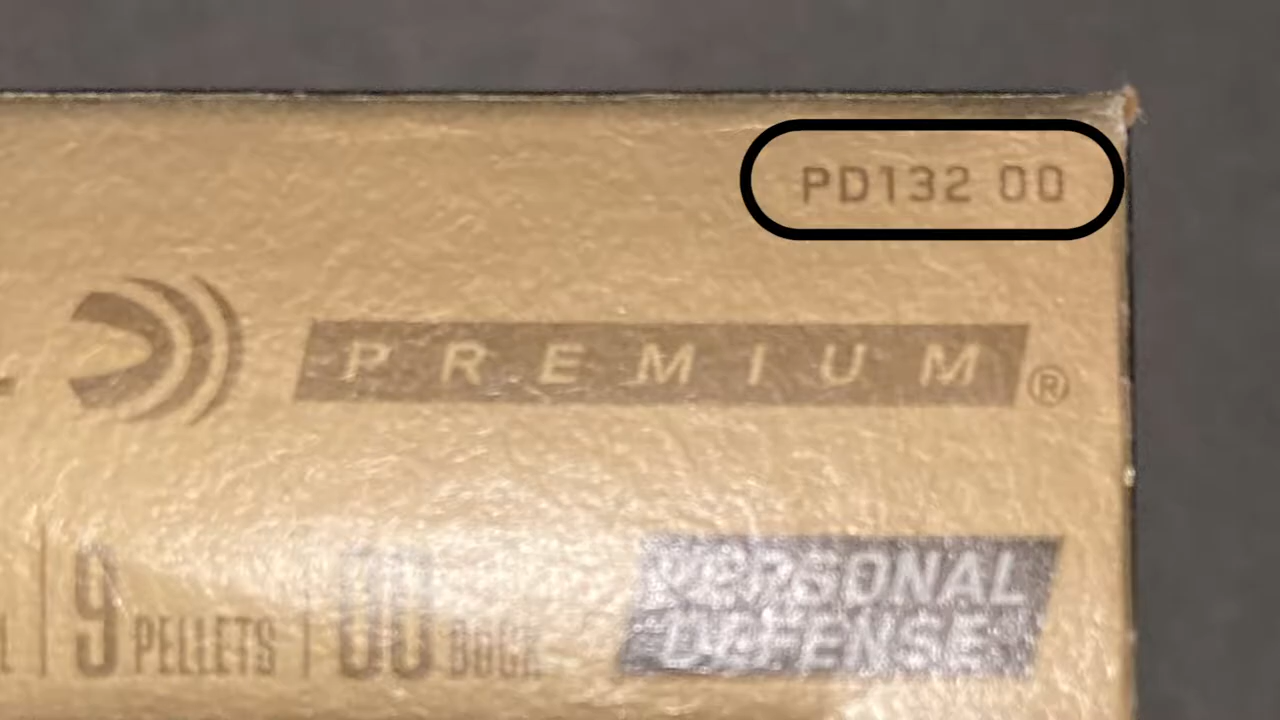 PD132 00
PREMIUM®
9 PELLETS | 00 BUCK
PERSONAL
DEFENSE